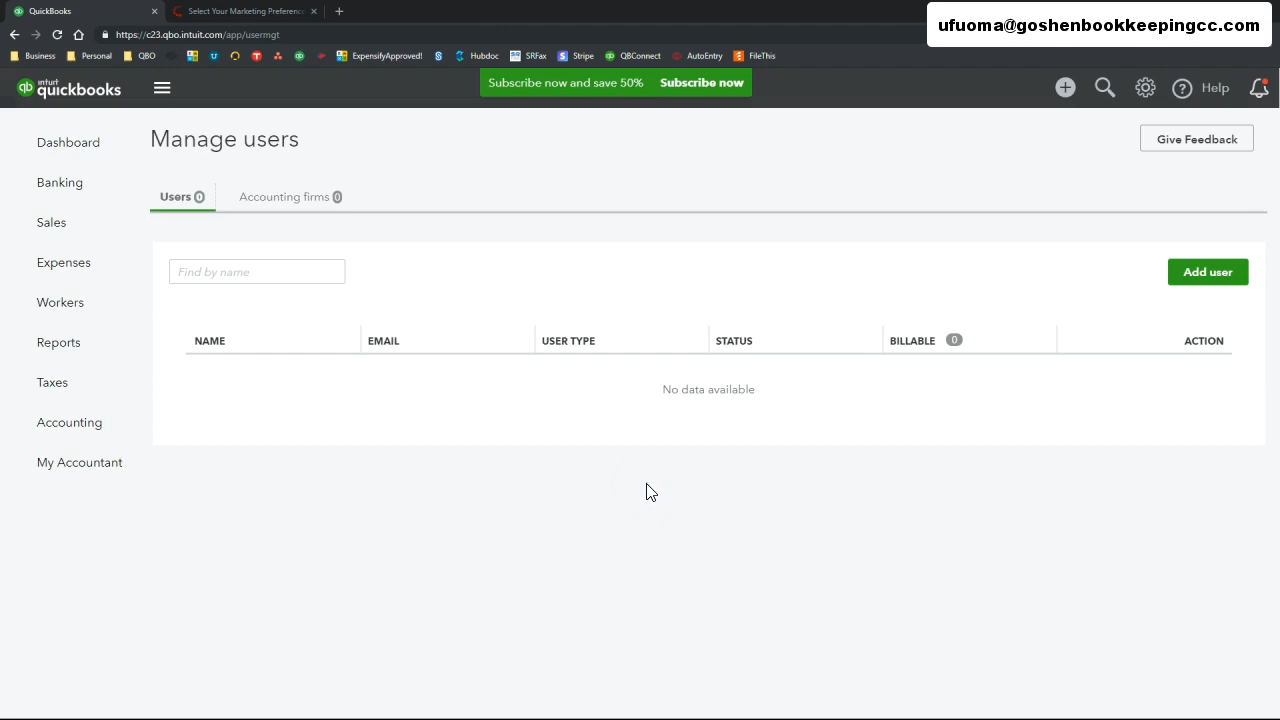 QuickBooks
Select Your Marketing Preferenc
ufuoma@goshenbookkeepingcc.com
https://c23.qbo.intuit.com/app/usermgt
Business
Personal
QBO
ExpensifyApproved!
Hubdoc
SRFax
Stripe
QBConnect
AutoEntry
FileThis
qb intuit quickbooks
Subscribe now and save 50% Subscribe now
Help
Dashboard
Banking
Sales
Expenses
Workers
Reports
Taxes
Accounting
My Accountant
Manage users
Give Feedback
Users 0
Accounting firms 0
Find by name
Add user
NAME EMAIL USER TYPE STATUS BILLABLE 0 ACTION
No data available